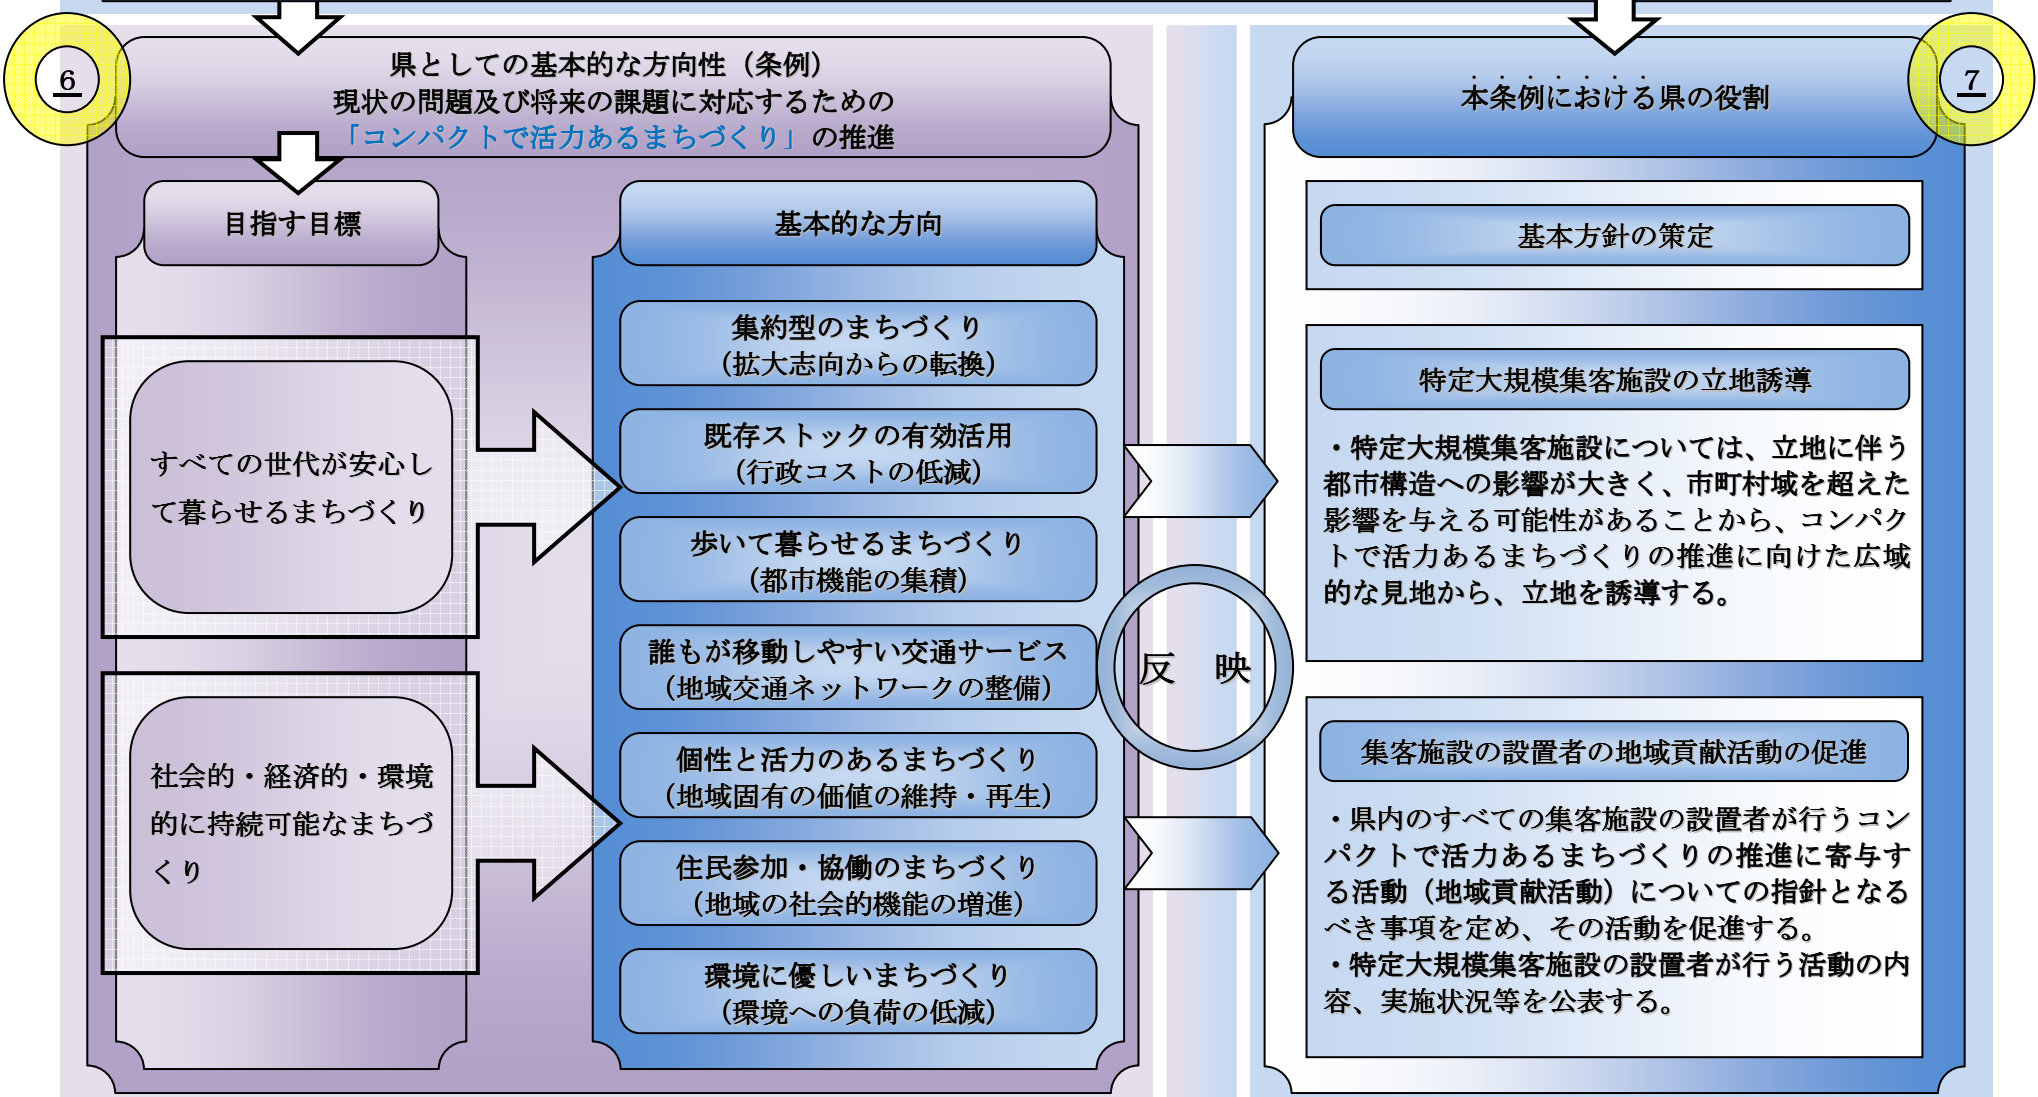 6
県としての基本的な方向性（条例）
現状の問題及び将来の課題に対応するための
「コンパクトで活力あるまちづくり」の推進
目指す目標
すべての世代が安心し
て暮らせるまちづくり
社会的・経済的・環境
的に持続可能なまちづ
くり
基本的な方向
集約型のまちづくり
（拡大志向からの転換）
既存ストックの有効活用
（行政コストの低減）
歩いて暮らせるまちづくり
（都市機能の集積）
誰もが移動しやすい交通サービス
（地域交通ネットワークの整備）
個性と活力のあるまちづくり
（地域固有の価値の維持・再生）
住民参加・協働のまちづくり
（地域の社会的機能の増進）
環境に優しいまちづくり
（環境への負荷の低減）
反　映
7
本条例における県の役割
基本方針の策定
特定大規模集客施設の立地誘導
・特定大規模集客施設については、立地に伴う
都市構造への影響が大きく、市町村域を超えた
影響を与える可能性があることから、コンパク
トで活力あるまちづくりの推進に向けた広域
的な見地から、立地を誘導する。
集客施設の設置者の地域貢献活動の促進
・県内のすべての集客施設の設置者が行うコン
パクトで活力あるまちづくりの推進に寄与す
る活動（地域貢献活動）についての指針となる
べき事項を定め、その活動を促進する。
・特定大規模集客施設の設置者が行う活動の内
容、実施状況等を公表する。